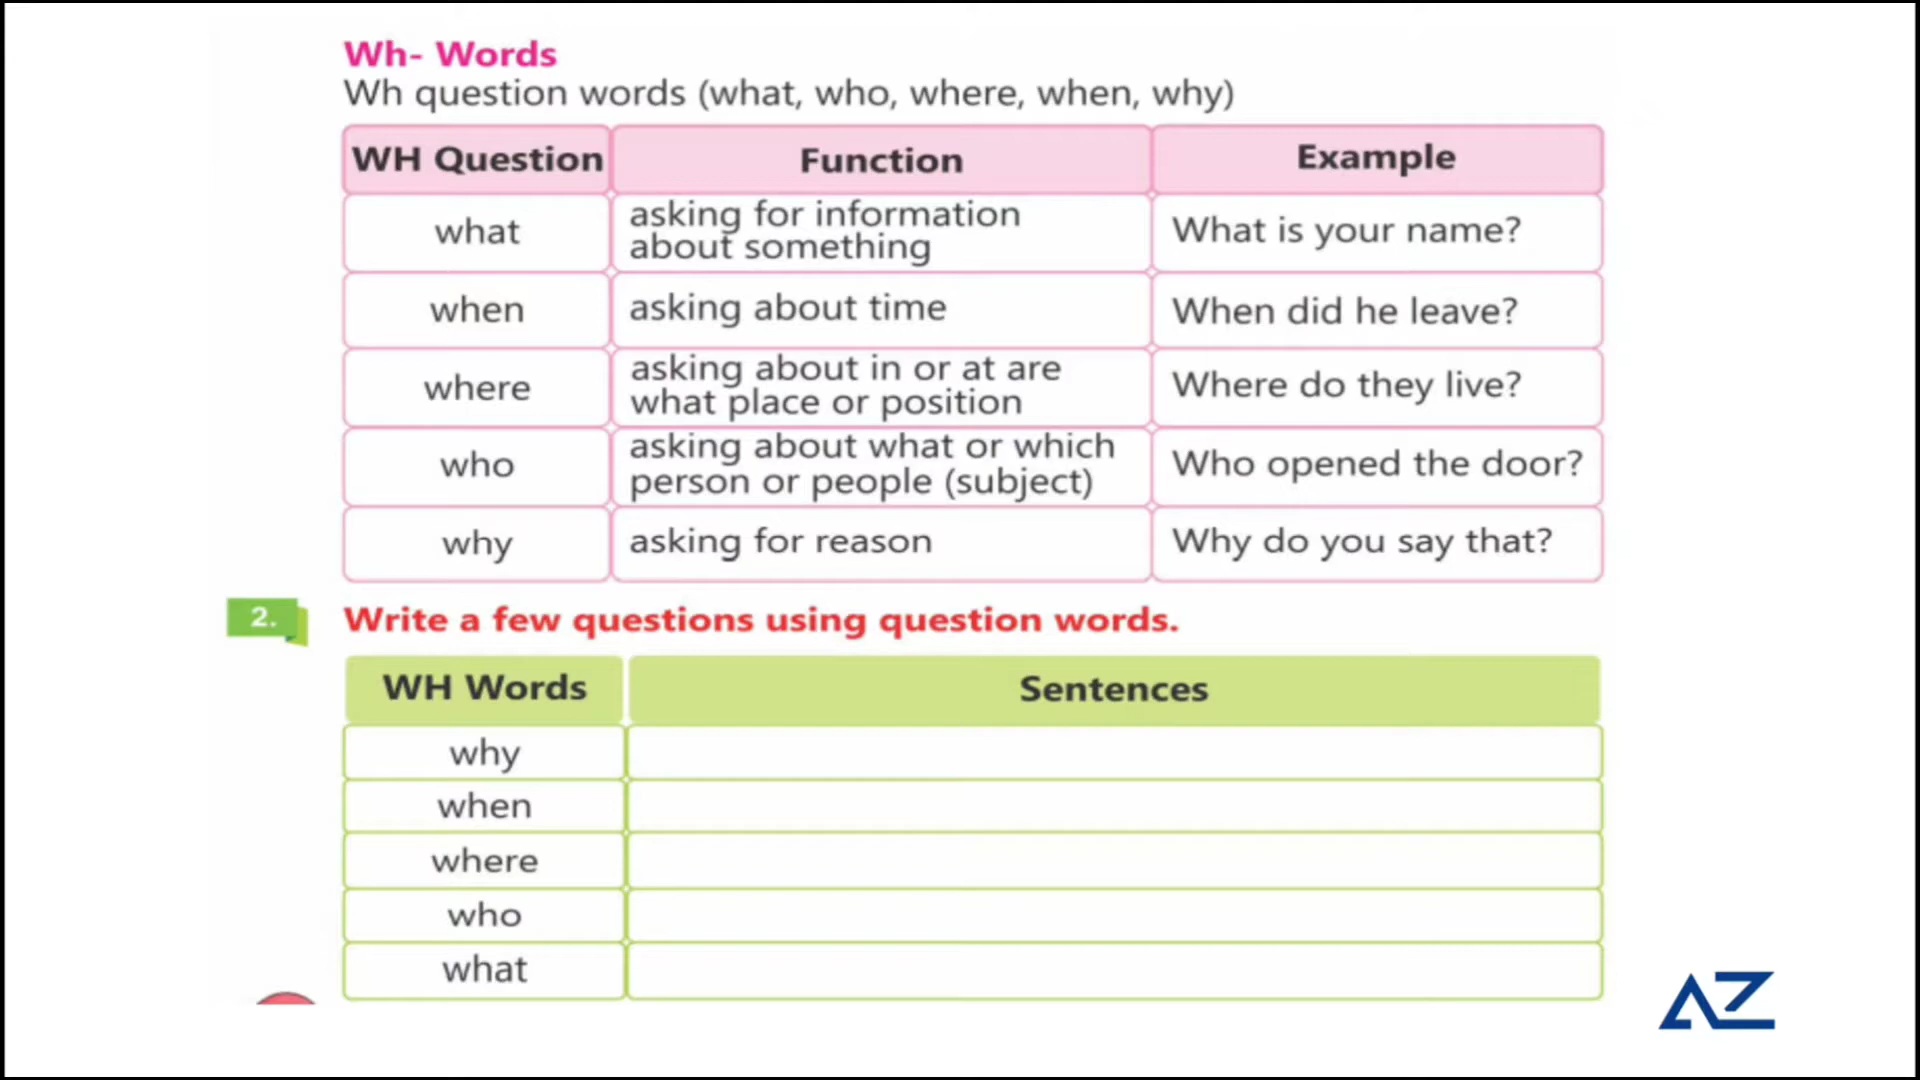 Wh- Words
Wh question words (what, who, where, when, why)
WH Question Function Example
what asking for information about something What is your name?
when asking about time When did he leave?
where asking about in or at are what place or position Where do they live?
who asking about what or which person or people (subject) Who opened the door?
why asking for reason Why do you say that?
2. Write a few questions using question words.
WH Words Sentences
why
when
where
who
what
AZ